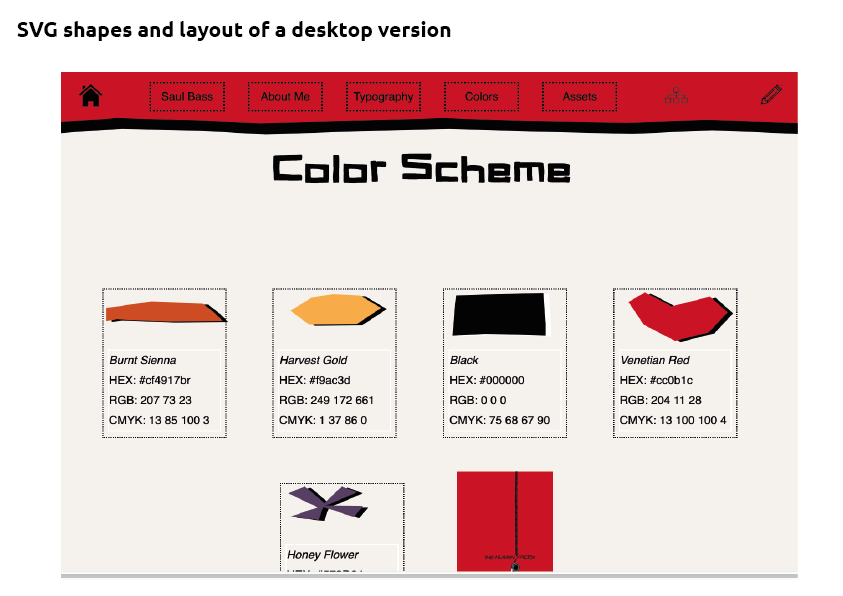 SVG shapes and layout of a desktop version
Saul Bass
About Me
Typography
Colors
Assets
Color Scheme
Burnt Sienna
HEX: #cf4917br
RGB: 207 73 23
CMYK: 13 85 100 3
Harvest Gold
HEX: #f9ac3d
RGB: 249 172 661
CMYK: 1 37 86 0
Black
HEX: #000000
RGB: 0 0 0
CMYK: 75 68 67 90
Venetian Red
HEX: #cc0b1c
RGB: 204 11 28
CMYK: 13 100 100 4
Honey Flower